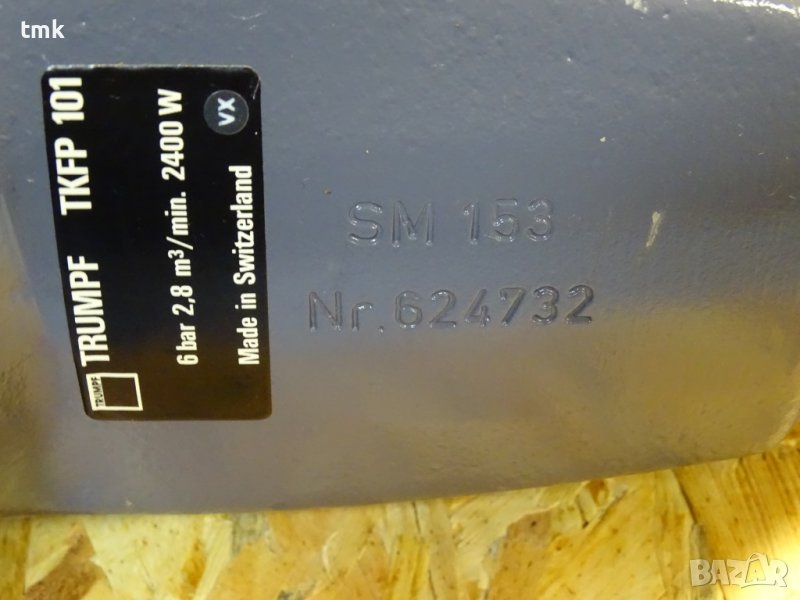 tmk
TRUMPF
TRUMPF TKFP 101
6 bar 2,8 m³/min. 2400 W
Made in Switzerland
VX
SM 153
Nr. 624732
BAZAR